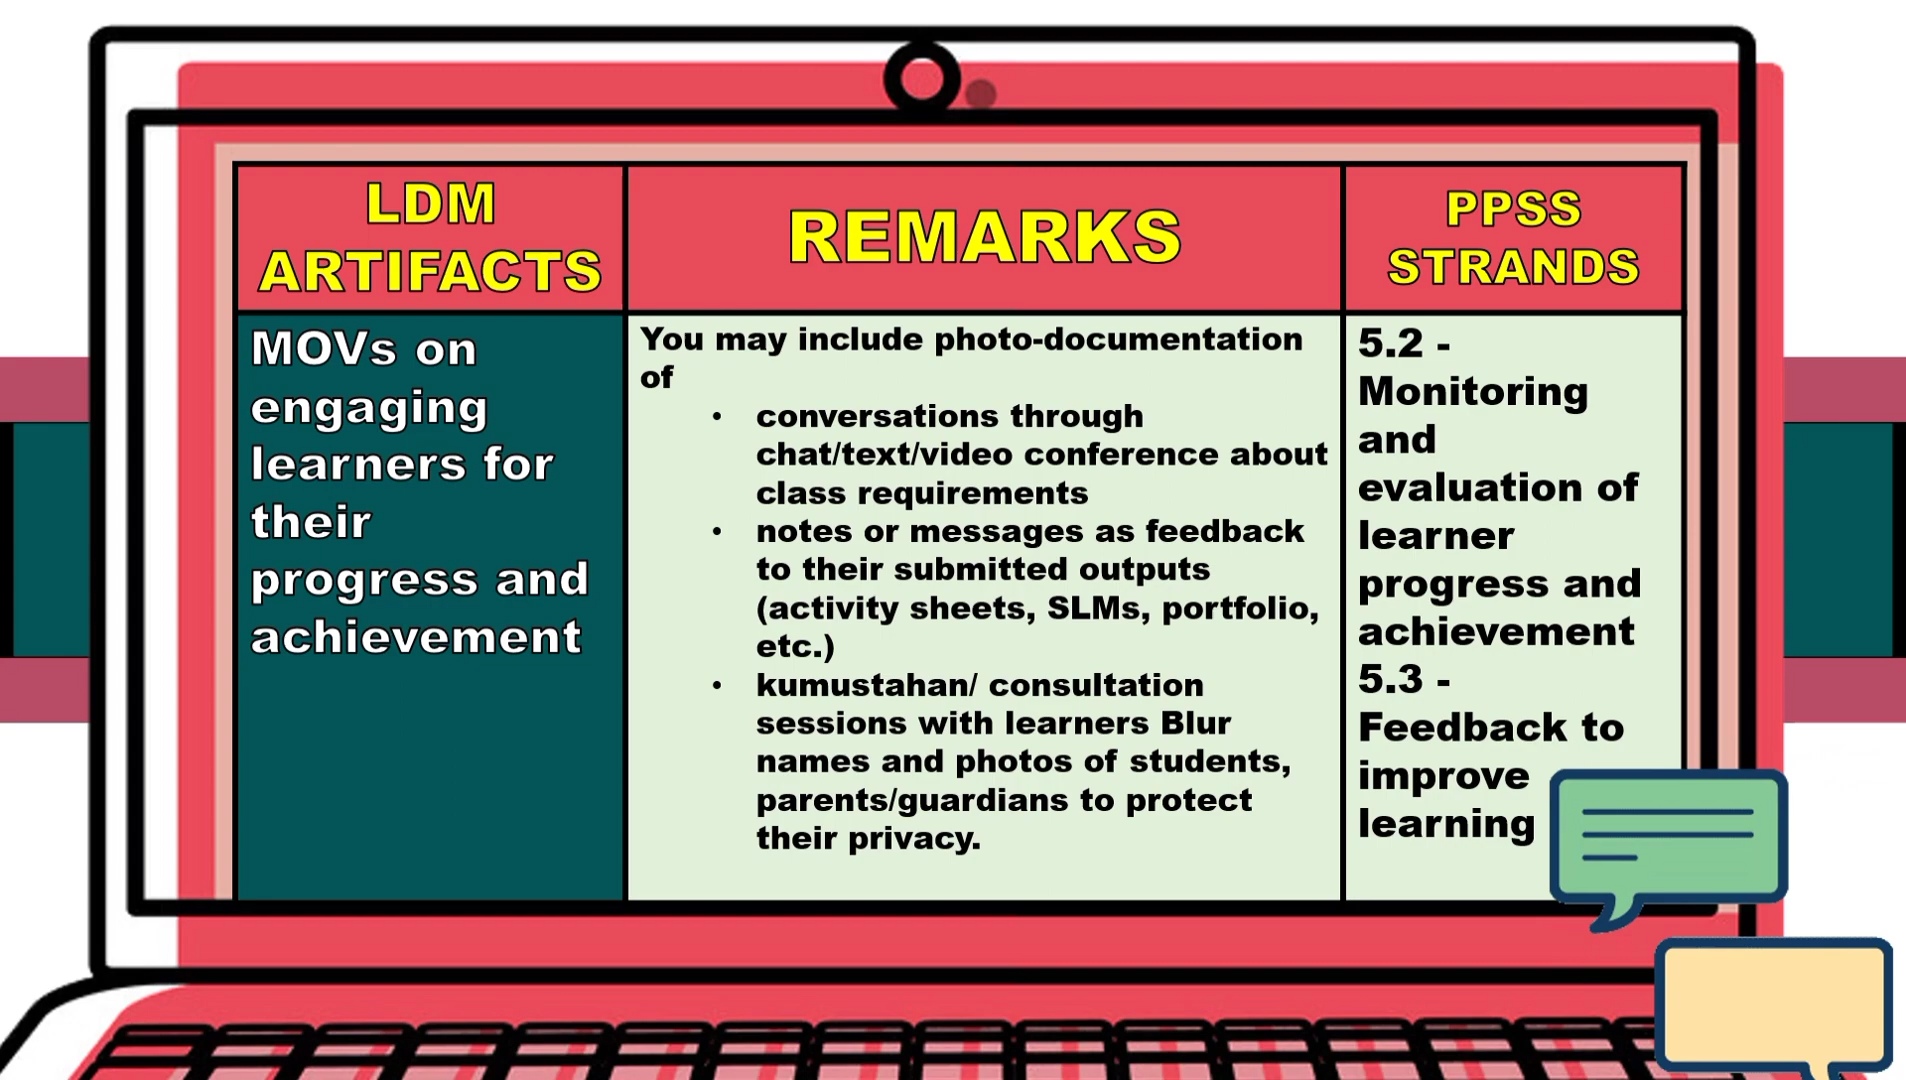 LDM
ARTIFACTS
REMARKS
PPSS
STRANDS
MOVs on
engaging
learners for
their
progress and
achievement
You may include photo-documentation
of
• conversations through
chat/text/video conference about
class requirements
• notes or messages as feedback
to their submitted outputs
(activity sheets, SLMs, portfolio,
etc.)
• kumustahan/ consultation
sessions with learners Blur
names and photos of students,
parents/guardians to protect
their privacy.
5.2 -
Monitoring
and
evaluation of
learner
progress and
achievement
5.3 -
Feedback to
improve
learning